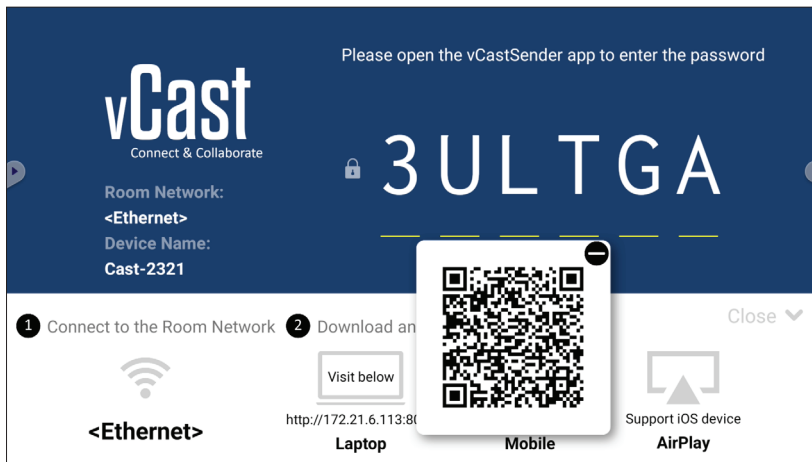 Please open the vCastSender app to enter the password
vCast
Connect & Collaborate
3ULTGA
Room Network:
<Ethernet>
Device Name:
Cast-2321
1 Connect to the Room Network
2 Download an
Close
Visit below
http://172.21.6.113:80
Support iOS device
<Ethernet>
Laptop
Mobile
AirPlay